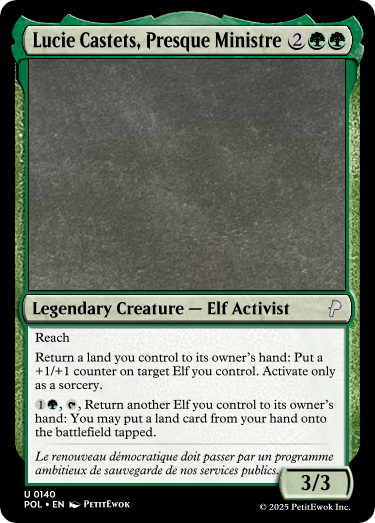 Lucie Castets, Presque Ministre 2
Legendary Creature — Elf Activist
Reach
Return a land you control to its owner's hand: Put a
+1/+1 counter on target Elf you control. Activate only
as a sorcery.
1, Return another Elf you control to its owner's
hand: You may put a land card from your hand onto
the battlefield tapped.
Le renouveau démocratique doit passer par un programme
ambitieux de sauvegarde de nos services publics.
3/3
U 0140
POL • EN PetitEwok
© 2025 PetitEwok Inc.